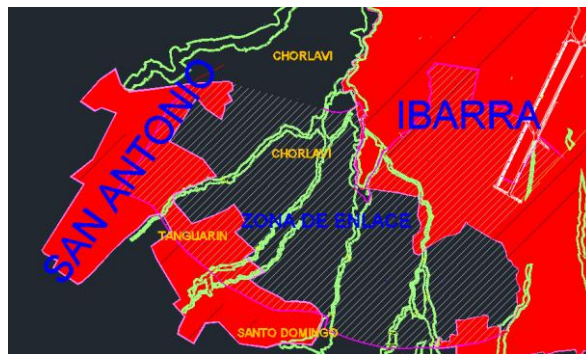 CHORLAVI
SAN ANTONIO
IBARRA
CHORLAVI
ZONA DE ENLACE
TANGUARIN
SANTO DOMINGO